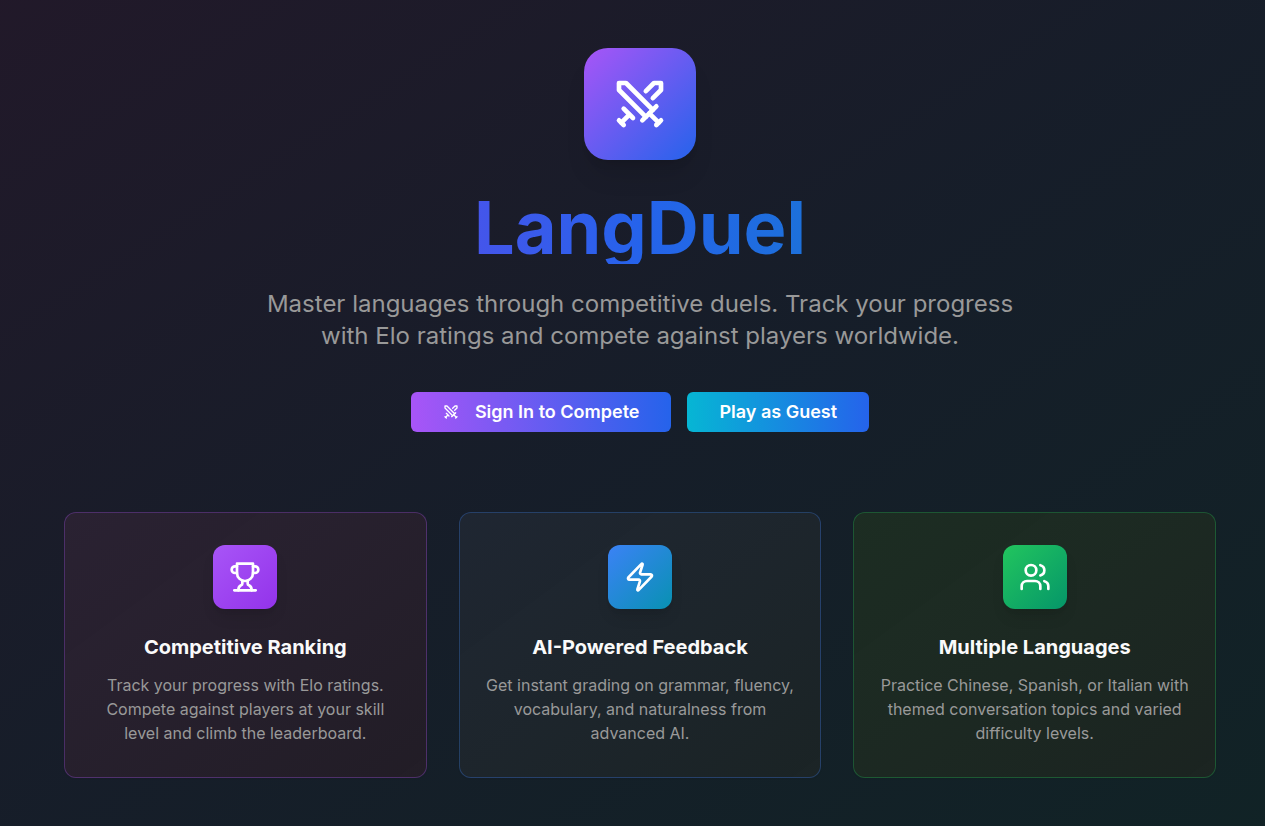 LangDuel
Master languages through competitive duels. Track your progress
with Elo ratings and compete against players worldwide.
Sign In to Compete
Play as Guest
Competitive Ranking
Track your progress with Elo ratings.
Compete against players at your skill
level and climb the leaderboard.
AI-Powered Feedback
Get instant grading on grammar, fluency,
vocabulary, and naturalness from
advanced AI.
Multiple Languages
Practice Chinese, Spanish, or Italian with
themed conversation topics and varied
difficulty levels.